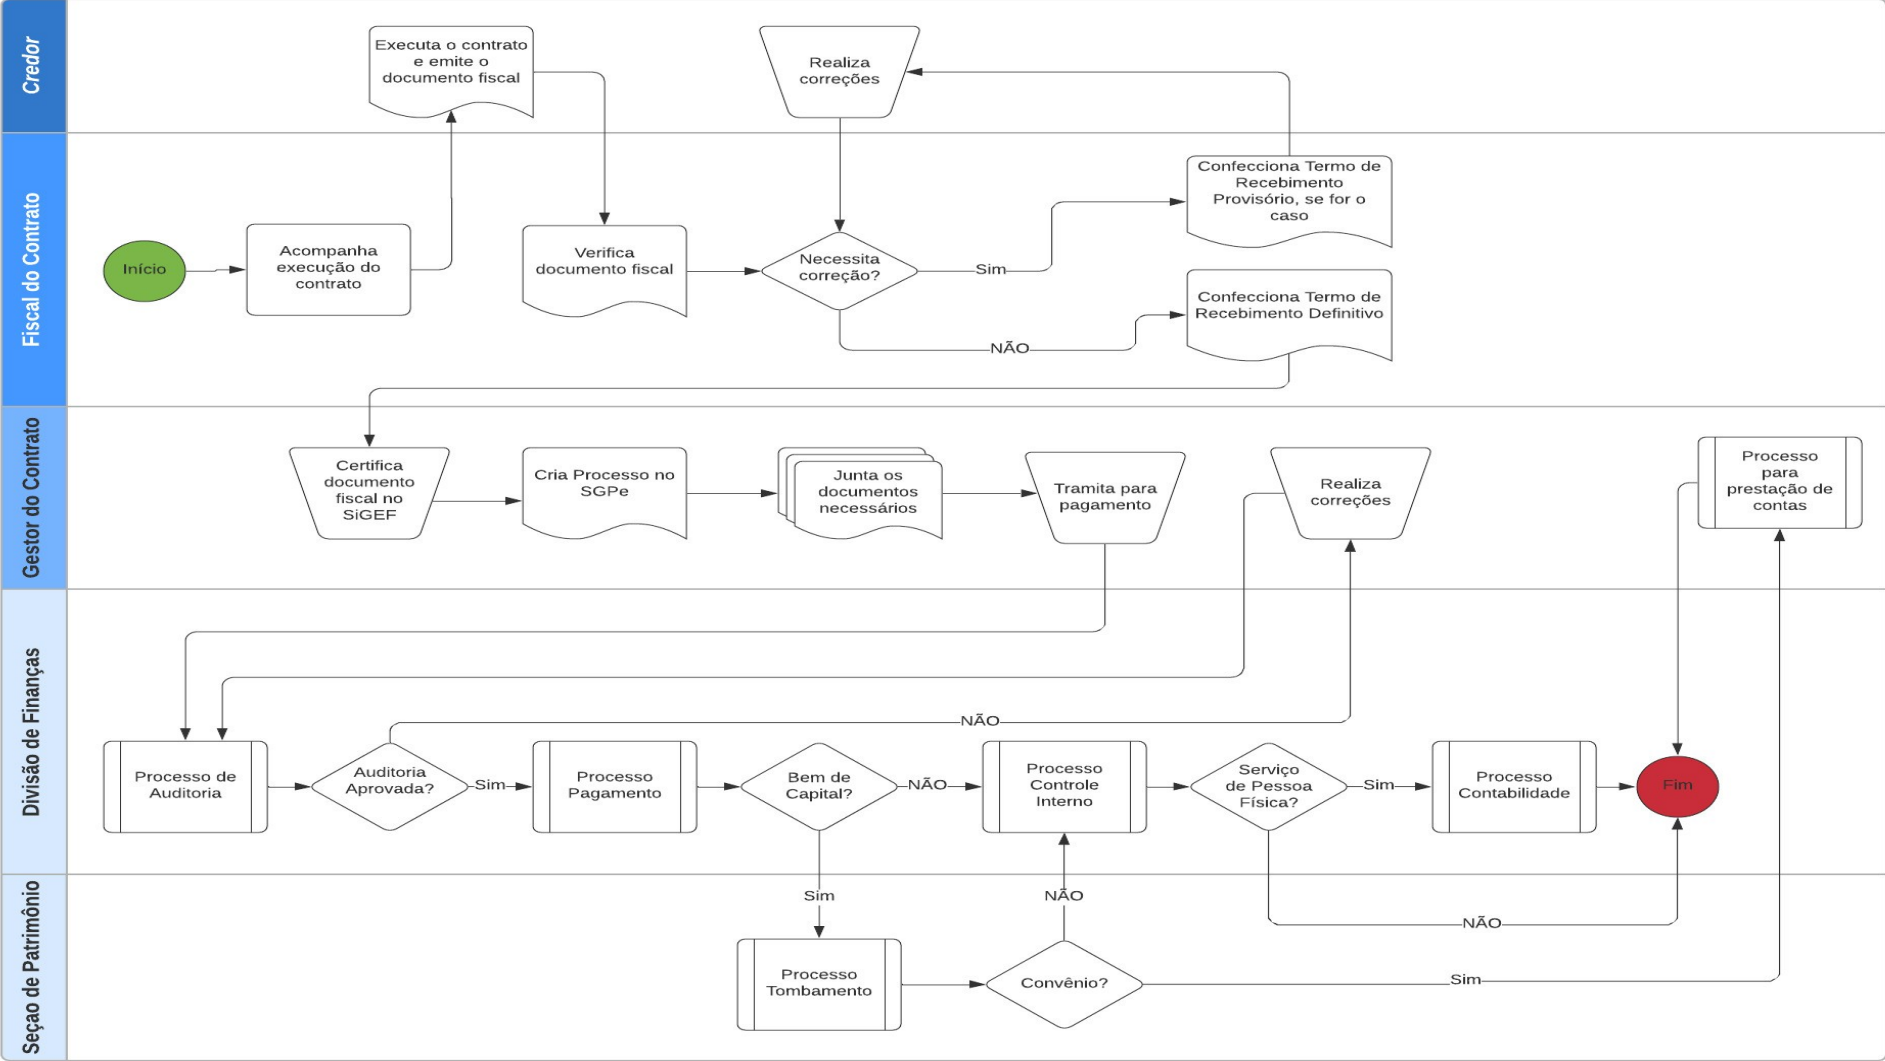 Credor
Executa o contrato
e emite o
documento fiscal
Realiza
correções
Fiscal do Contrato
Início
Acompanha
execução do
contrato
Verifica
documento fiscal
Necessita
correção?
Sim
NÃO
Confecciona Termo de
Recebimento
Provisório, se for o
caso
Confecciona Termo de
Recebimento Definitivo
Gestor do Contrato
Certifica
documento
fiscal no
SiGEF
Cria Processo no
SGPe
Junta os
documentos
necessários
Tramita para
pagamento
Realiza
correções
Processo
para
prestação de
contas
Divisão de Finanças
NÃO
Processo de
Auditoria
Auditoria
Aprovada?
Sim
Processo
Pagamento
Bem de
Capital?
NÃO
Processo
Controle
Interno
Serviço
de Pessoa
Física?
Sim
Processo
Contabilidade
Fim
Seçao de Patrimônio
Sim
NÃO
NÃO
Processo
Tombamento
Convênio?
Sim